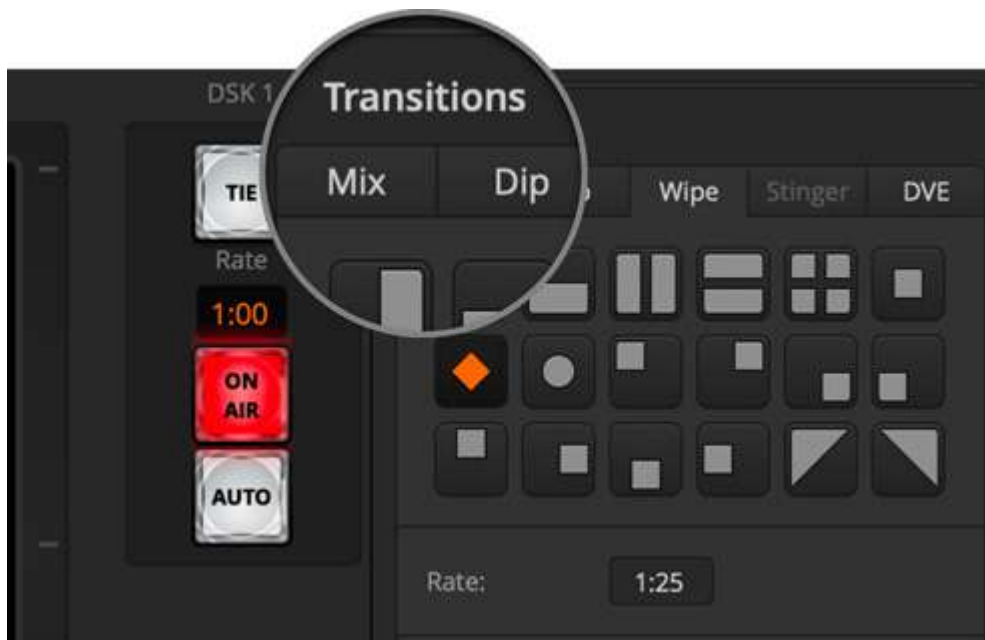 DSK 1
Transitions
Mix Dip Wipe Stinger DVE
TIE
Rate
1:00
ON
AIR
AUTO
Rate: 1:25